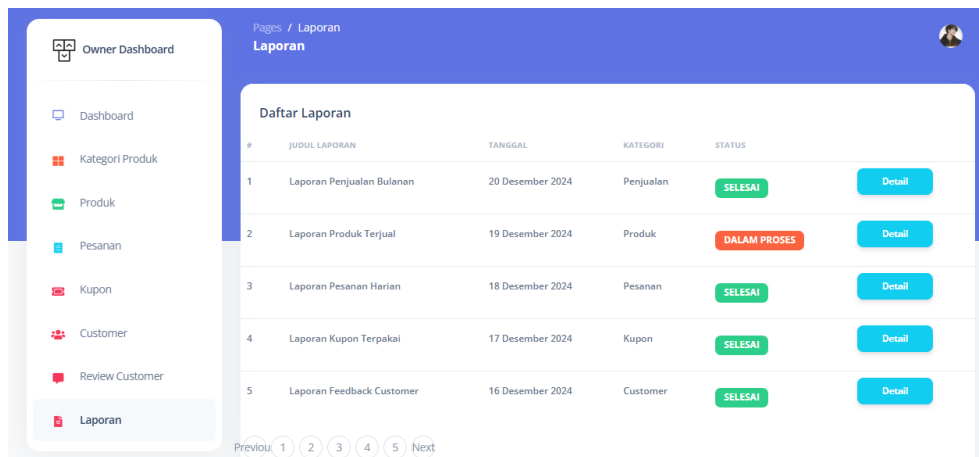 Owner Dashboard
Dashboard
Kategori Produk
Produk
Pesanan
Kupon
Customer
Review Customer
Laporan
Pages / Laporan
Laporan
Daftar Laporan
# JUDUL LAPORAN TANGGAL KATEGORI STATUS
1 Laporan Penjualan Bulanan 20 Desember 2024 Penjualan SELESAI Detail
2 Laporan Produk Terjual 19 Desember 2024 Produk DALAM PROSES Detail
3 Laporan Pesanan Harian 18 Desember 2024 Pesanan SELESAI Detail
4 Laporan Kupon Terpakai 17 Desember 2024 Kupon SELESAI Detail
5 Laporan Feedback Customer 16 Desember 2024 Customer SELESAI Detail
Previou 1 2 3 4 5 Next